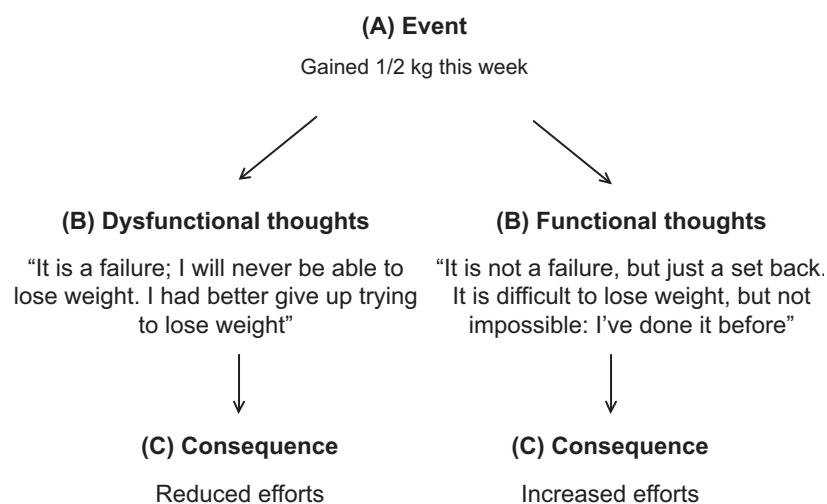 (A) Event
Gained 1/2 kg this week
(B) Dysfunctional thoughts
“It is a failure; I will never be able to
lose weight. I had better give up trying
to lose weight”
(C) Consequence
Reduced efforts
(B) Functional thoughts
“It is not a failure, but just a set back.
It is difficult to lose weight, but not
impossible: I’ve done it before”
(C) Consequence
Increased efforts